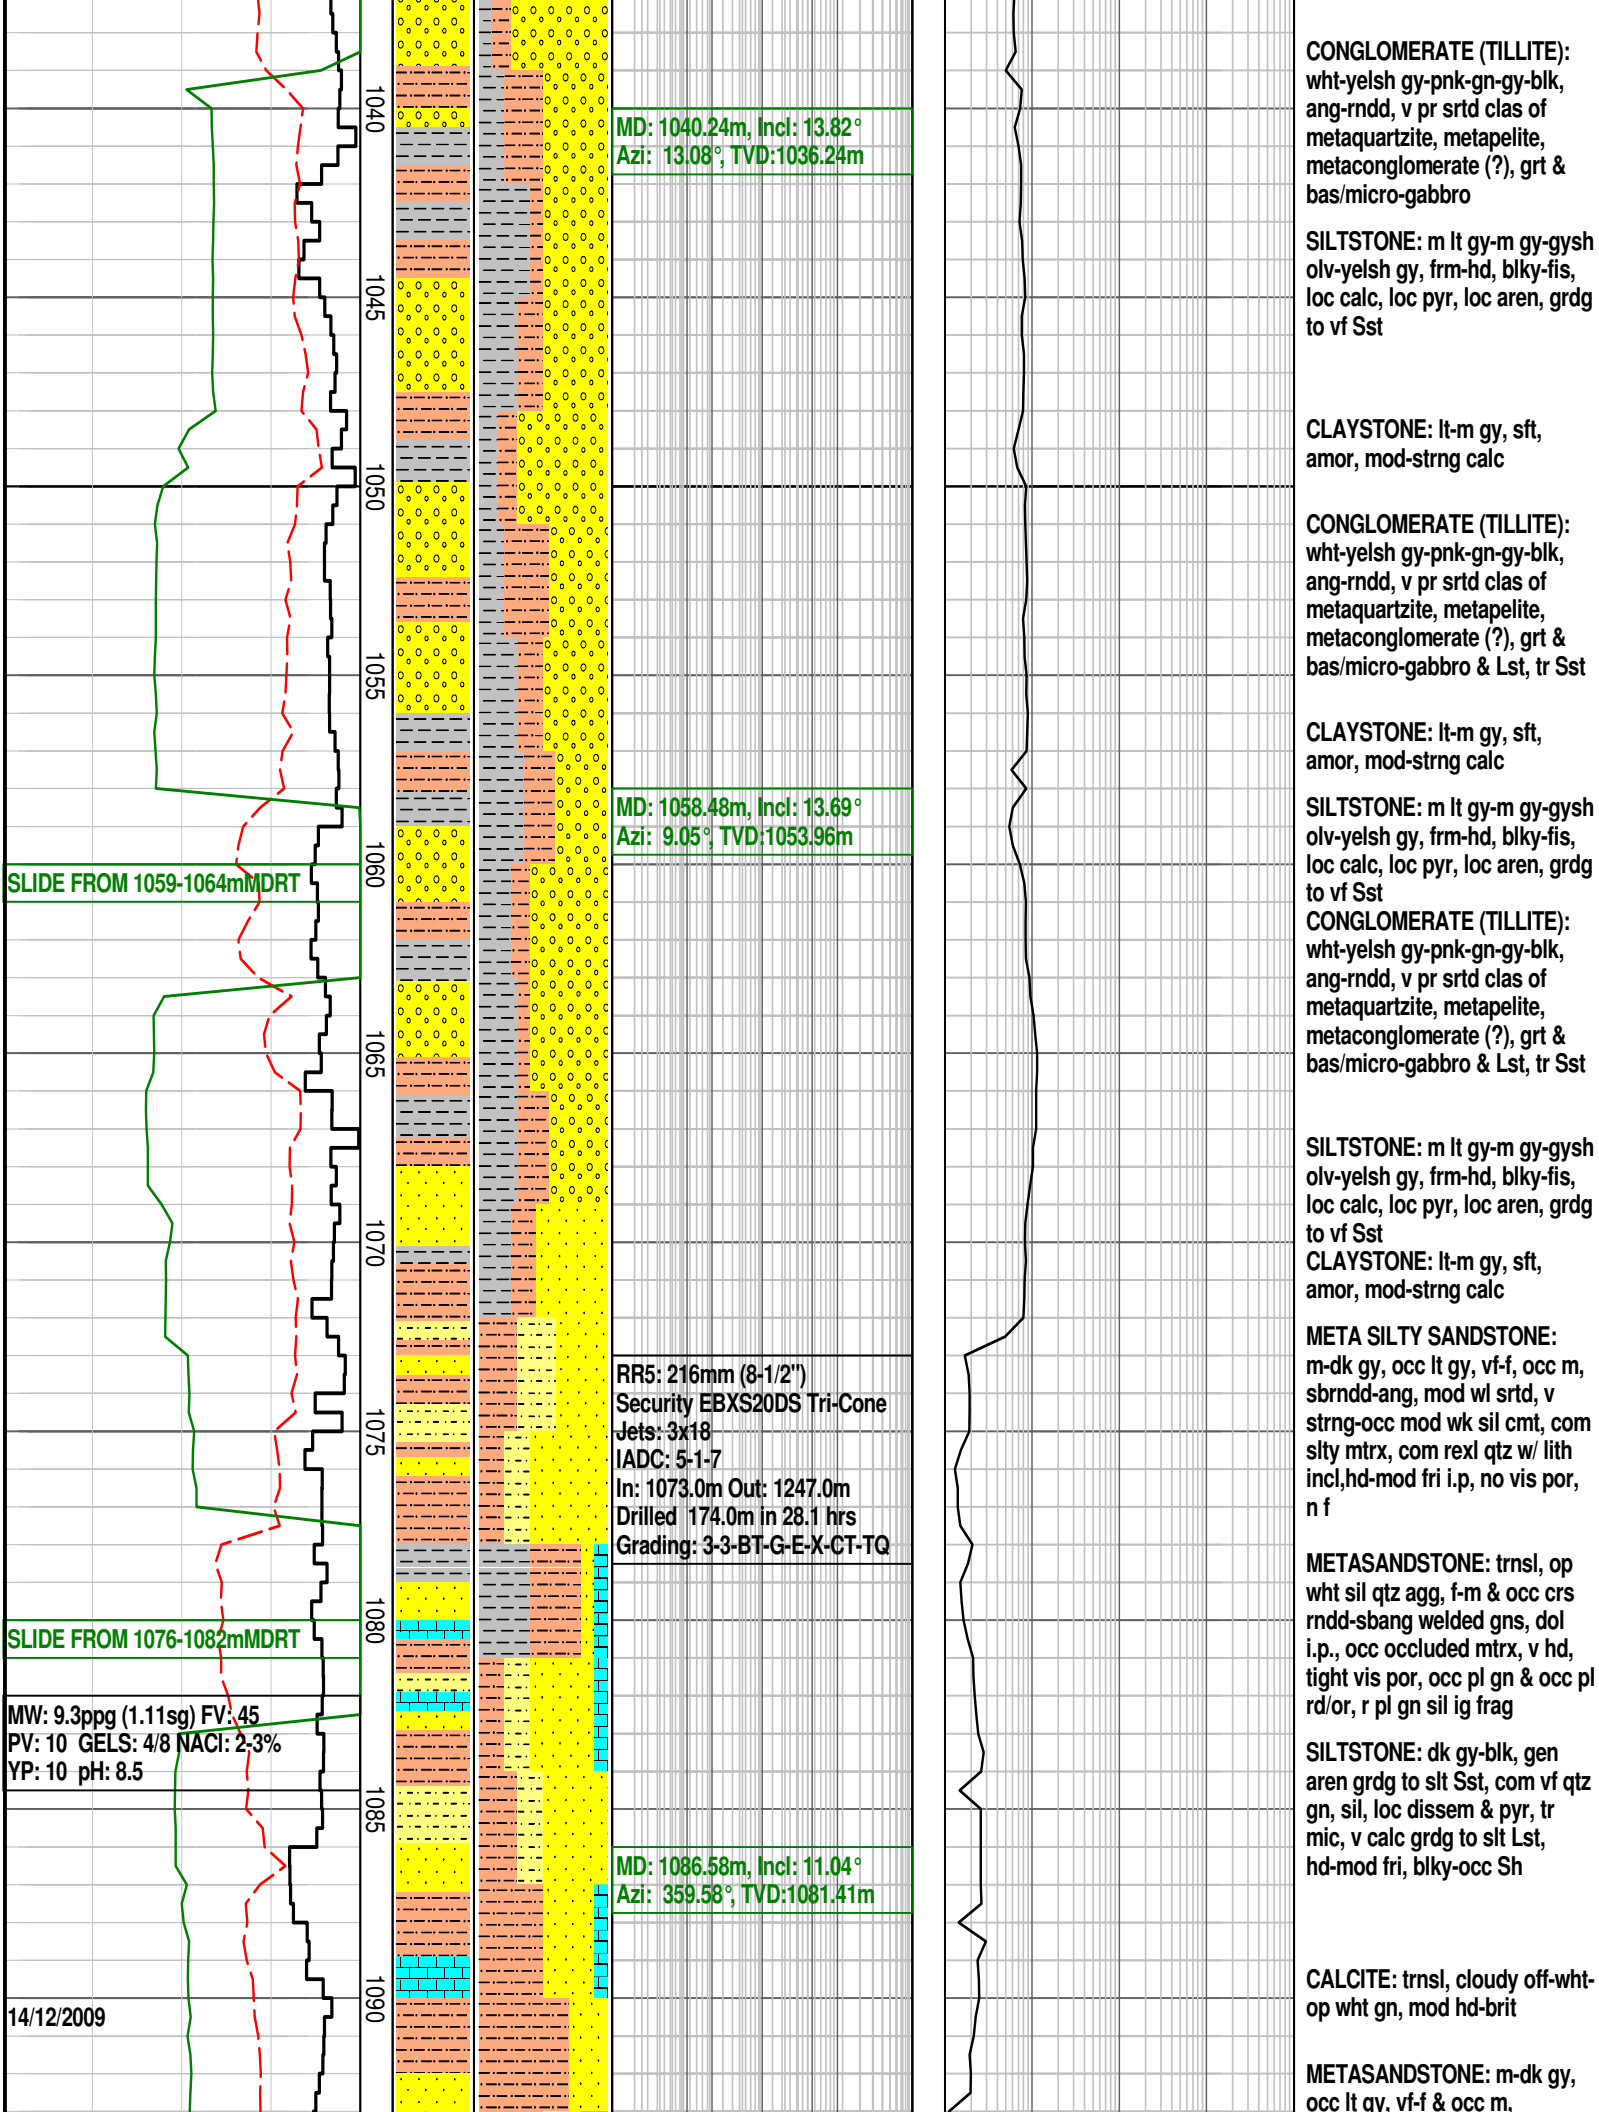 1040
1045
1050
1055
1060
1065
1070
1075
1080
1085
1090
SLIDE FROM 1059-1064mMDRT
SLIDE FROM 1076-1082mMDRT
MW: 9.3ppg (1.11sg) FV: 45
PV: 10 GELS: 4/8 NACl: 2-3%
YP: 10 pH: 8.5
14/12/2009
MD: 1040.24m, Incl: 13.82°
Azi: 13.08°, TVD:1036.24m
MD: 1058.48m, Incl: 13.69°
Azi: 9.05°, TVD:1053.96m
RR5: 216mm (8-1/2")
Security EBXS20DS Tri-Cone
Jets: 3x18
IADC: 5-1-7
In: 1073.0m Out: 1247.0m
Drilled 174.0m in 28.1 hrs
Grading: 3-3-BT-G-E-X-CT-TQ
MD: 1086.58m, Incl: 11.04°
Azi: 359.58°, TVD:1081.41m
CONGLOMERATE (TILLITE):
wht-yelsh gy-pnk-gn-gy-blk,
ang-rndd, v pr srtd clas of
metaquartzite, metapelite,
metaconglomerate (?), grt &
bas/micro-gabbro
SILTSTONE: m lt gy-m gy-gysh
olv-yelsh gy, frm-hd, blky-fis,
loc calc, loc pyr, loc aren, grdg
to vf Sst
CLAYSTONE: lt-m gy, sft,
amor, mod-strng calc
CONGLOMERATE (TILLITE):
wht-yelsh gy-pnk-gn-gy-blk,
ang-rndd, v pr srtd clas of
metaquartzite, metapelite,
metaconglomerate (?), grt &
bas/micro-gabbro & Lst, tr Sst
CLAYSTONE: lt-m gy, sft,
amor, mod-strng calc
SILTSTONE: m lt gy-m gy-gysh
olv-yelsh gy, frm-hd, blky-fis,
loc calc, loc pyr, loc aren, grdg
to vf Sst
CONGLOMERATE (TILLITE):
wht-yelsh gy-pnk-gn-gy-blk,
ang-rndd, v pr srtd clas of
metaquartzite, metapelite,
metaconglomerate (?), grt &
bas/micro-gabbro & Lst, tr Sst
SILTSTONE: m lt gy-m gy-gysh
olv-yelsh gy, frm-hd, blky-fis,
loc calc, loc pyr, loc aren, grdg
to vf Sst
CLAYSTONE: lt-m gy, sft,
amor, mod-strng calc
META SILTY SANDSTONE:
m-dk gy, occ lt gy, vf-f, occ m,
sbrndd-ang, mod wl srtd, v
strng-occ mod wk sil cmt, com
slty mtrx, com rexl qtz w/ lith
incl,hd-mod fri i.p, no vis por,
n f
METASANDSTONE: trnsl, op
wht sil qtz agg, f-m & occ crs
rndd-sbang welded gns, dol
i.p., occ occluded mtrx, v hd,
tight vis por, occ pl gn & occ pl
rd/or, r pl gn sil ig frag
SILTSTONE: dk gy-blk, gen
aren grdg to slt Sst, com vf qtz
gn, sil, loc dissem & pyr, tr
mic, v calc grdg to slt Lst,
hd-mod fri, blky-occ Sh
CALCITE: trnsl, cloudy off-wht-
op wht gn, mod hd-brit
METASANDSTONE: m-dk gy,
occ lt gy, vf-f & occ m,